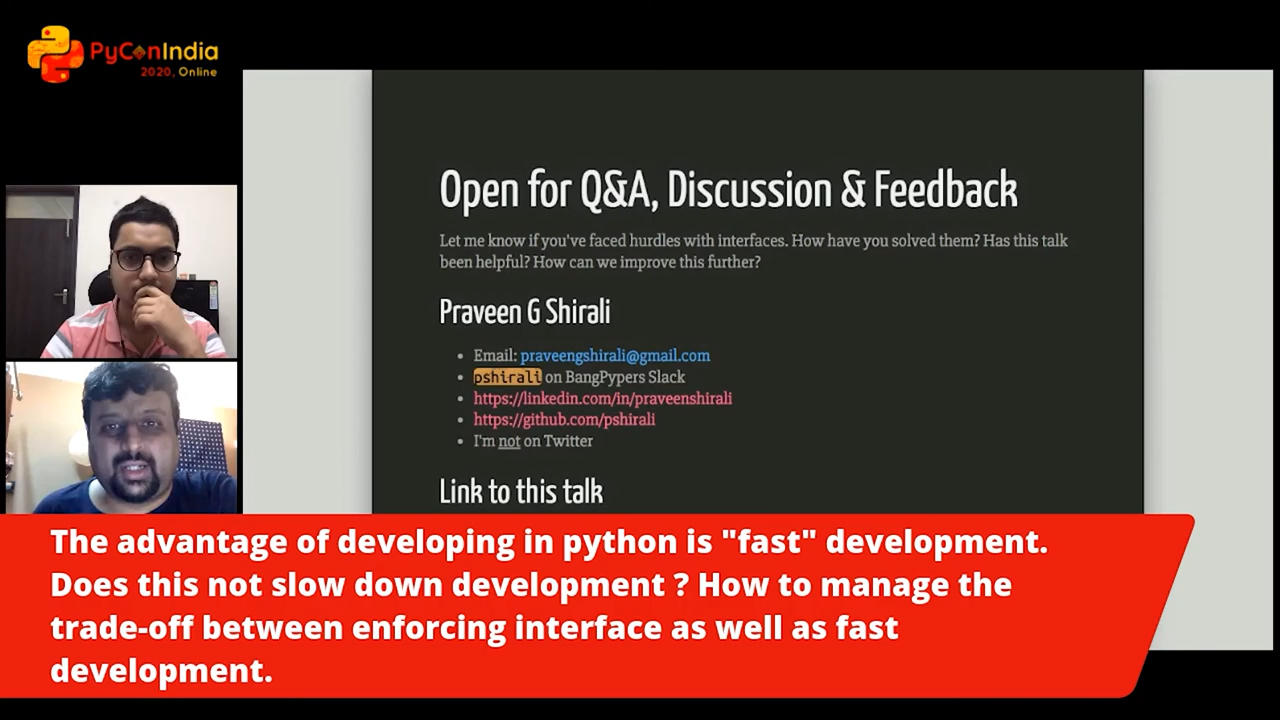 PyConIndia
2020, Online
Open for Q&A, Discussion & Feedback
Let me know if you've faced hurdles with interfaces. How have you solved them? Has this talk
been helpful? How can we improve this further?
Praveen G Shirali
Email: praveengshirali@gmail.com
pshirali on BangPypers Slack
https://linkedin.com/in/praveenshirali
https://github.com/pshirali
I'm not on Twitter
Link to this talk
The advantage of developing in python is "fast" development.
Does this not slow down development ? How to manage the
trade-off between enforcing interface as well as fast
development.